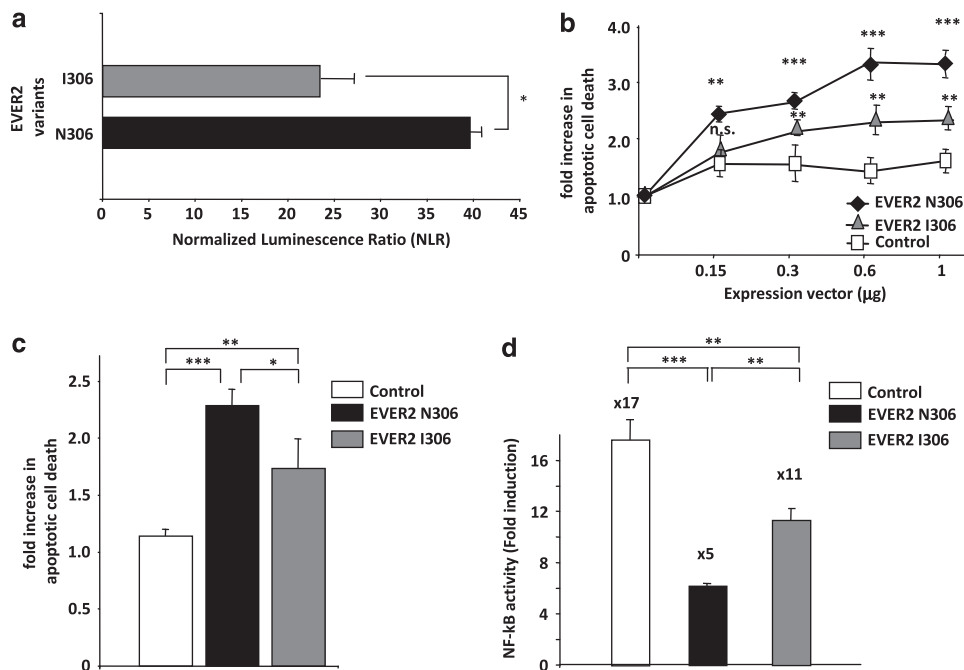 a
EVER2
variants
I306
N306
*
0 5 10 15 20 25 30 35 40 45
Normalized Luminescence Ratio (NLR)
b
fold increase in
apoptotic cell death
4.0
3.0
2.0
1.0
0
** *** *** ***
n.s. ** ** **
EVER2 N306
EVER2 I306
Control
0.15 0.3 0.6 1
Expression vector (µg)
c
fold increase in
apoptotic cell death
2.5
2.0
1.5
1.0
0.5
0
**
*** *
Control
EVER2 N306
EVER2 I306
d
NF-kB activity (Fold induction)
16
12
8
4
0
**
*** **
x17
x5
x11
Control
EVER2 N306
EVER2 I306